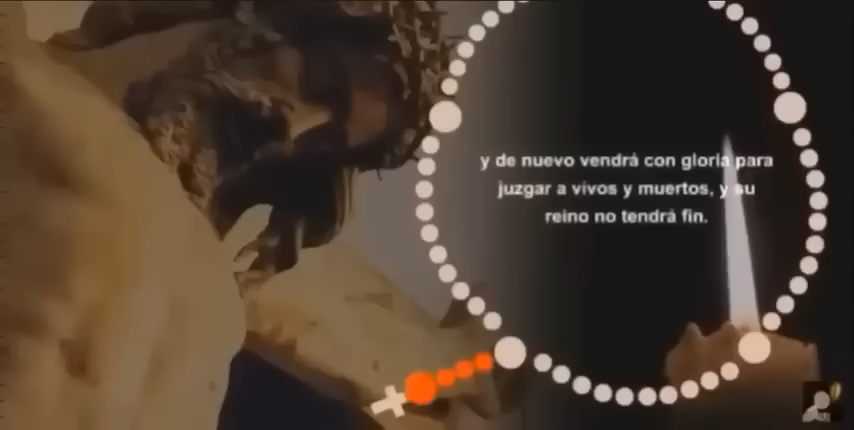 y de nuevo vendrá con gloria para
juzgar a vivos y muertos, y su
reino no tendrá fin.